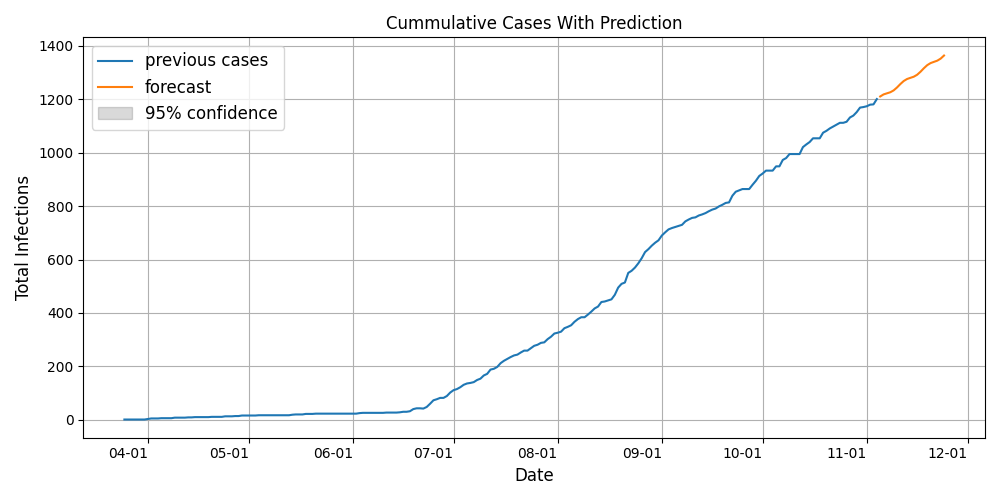 Cummulative Cases With Prediction
previous cases
forecast
95% confidence
Total Infections
1400
1200
1000
800
600
400
200
0
04-01 05-01 06-01 07-01 08-01 09-01 10-01 11-01 12-01
Date